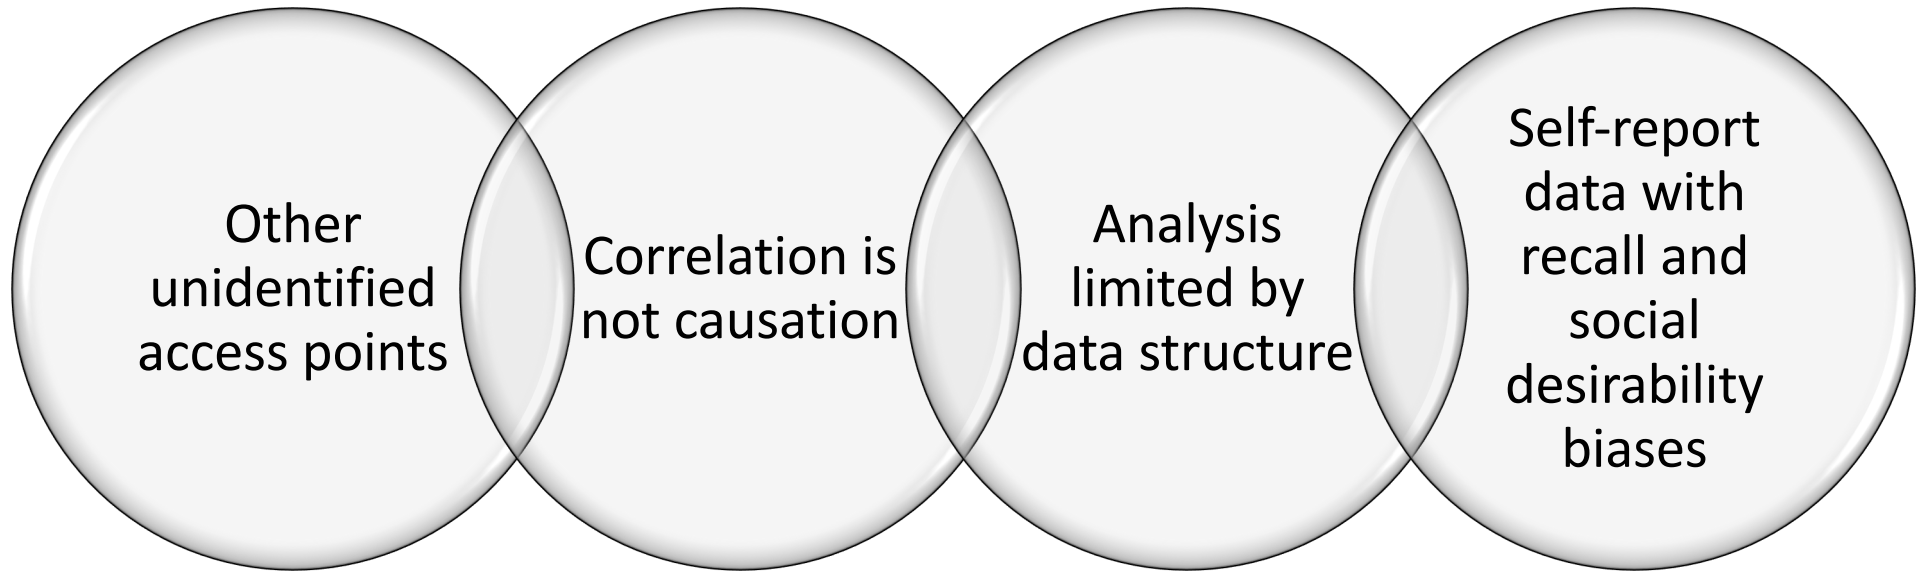 Other
unidentified
access points
Correlation is
not causation
Analysis
limited by
data structure
Self-report
data with
recall and
social
desirability
biases